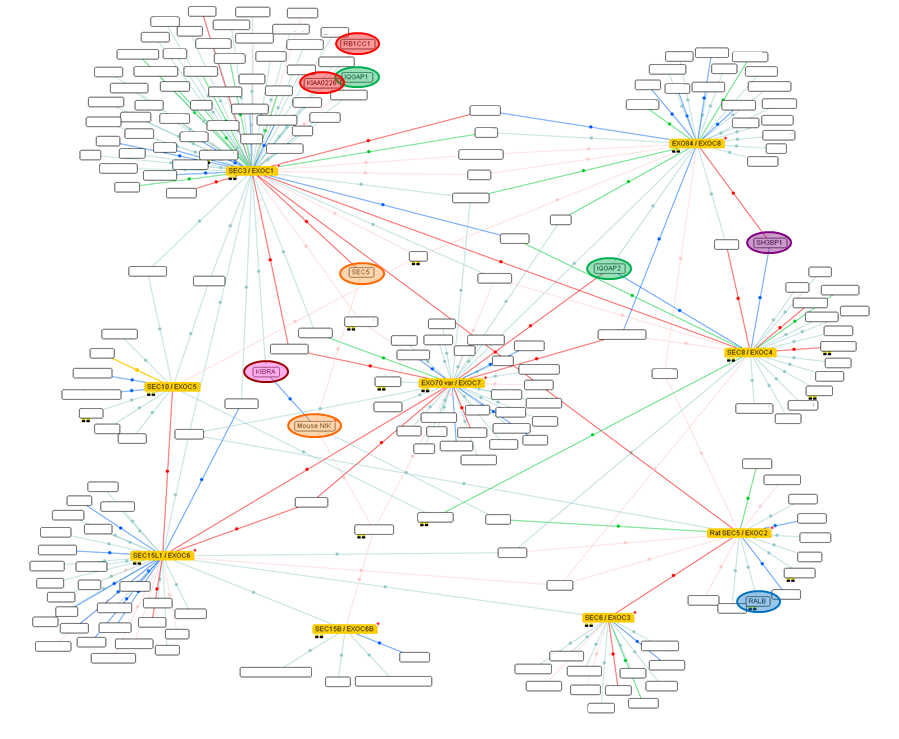 RB1CC1
IQGAP1
KIAA0226
EXO84 / EXOC8
SEC3 / EXOC1
SH3BP1
IQGAP2
SEC5
SEC8 / EXOC4
KIBRA
EXO70 var / EXOC7
SEC10 / EXOC5
Mouse NIK
Rat SEC5 / EXOC2
SEC15L1 / EXOC6
RALB
SEC6 / EXOC3
SEC15B / EXOC6B